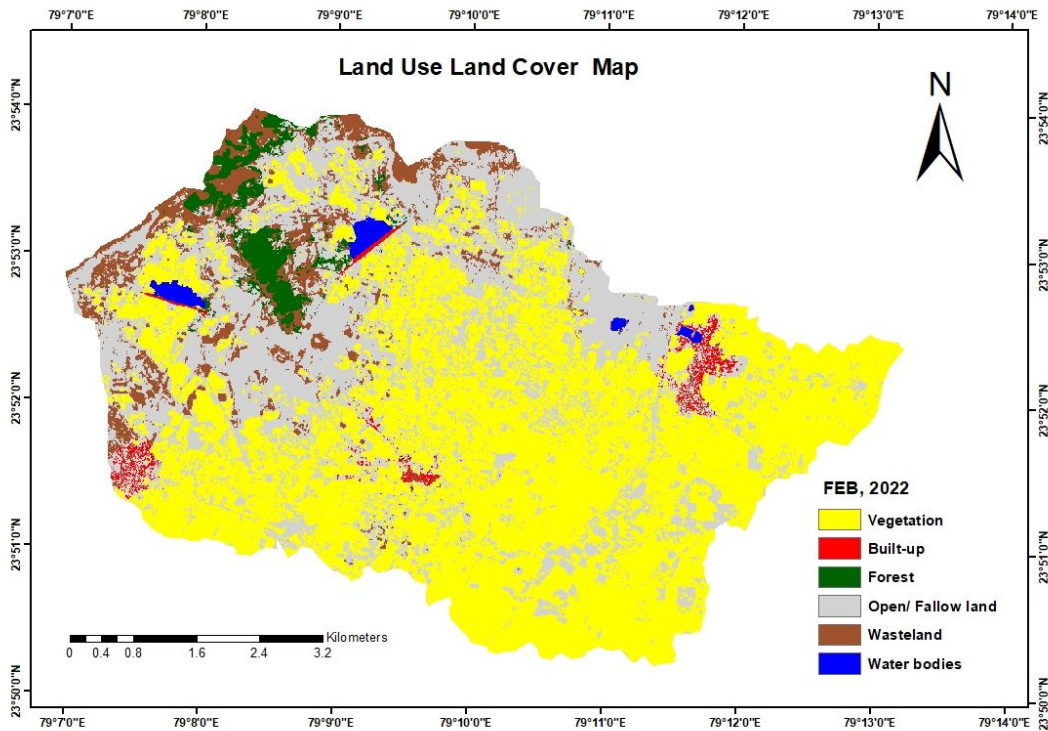 79°7'0"E 79°8'0"E 79°9'0"E 79°10'0"E 79°11'0"E 79°12'0"E 79°13'0"E 79°14'0"E
Land Use Land Cover Map
N
23°54'0"N 23°54'0"N
23°53'0"N 23°53'0"N
23°52'0"N 23°52'0"N
23°51'0"N 23°51'0"N
23°50'0"N 23°50'0"N
FEB, 2022
Vegetation
Built-up
Forest
Open/ Fallow land
Wasteland
Water bodies
Kilometers
0 0.4 0.8 1.6 2.4 3.2
79°7'0"E 79°8'0"E 79°9'0"E 79°10'0"E 79°11'0"E 79°12'0"E 79°13'0"E 79°14'0"E